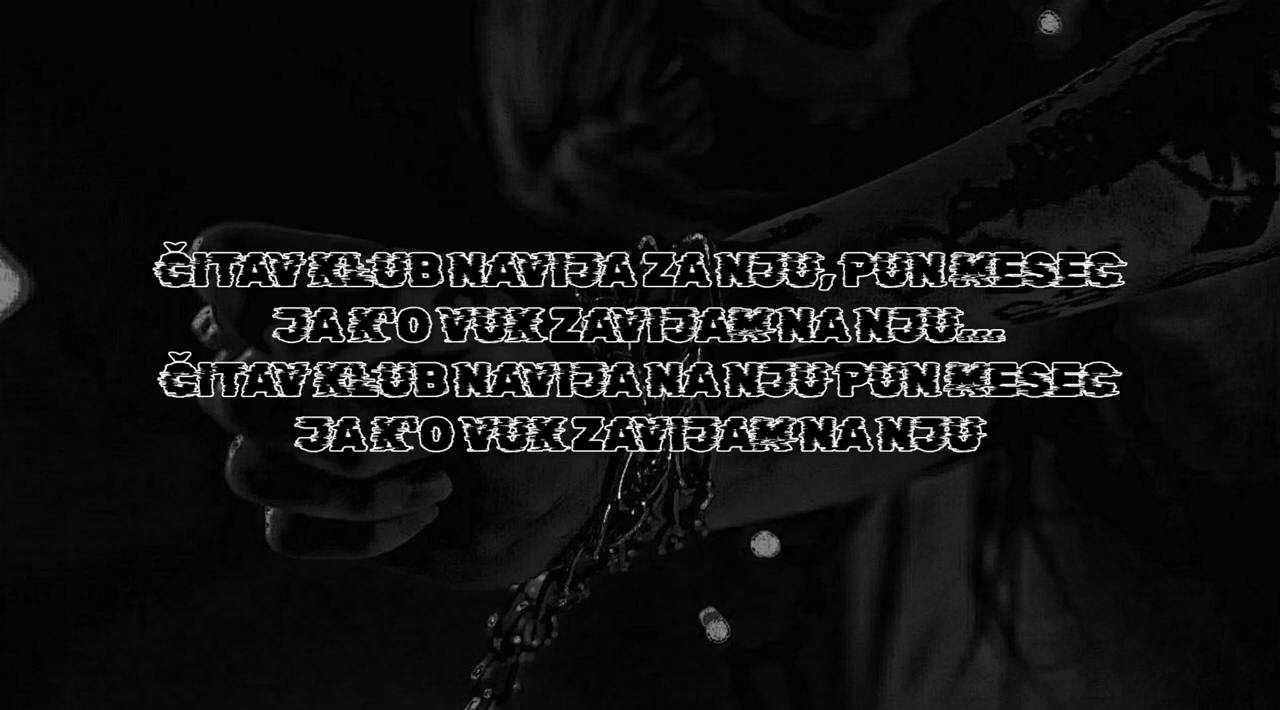 ČITAV KLUB NAVIJA ZA NJU, PUN MESEC
JA K'O VUK ZAVIJAM NA NJU...
ČITAV KLUB NAVIJA NA NJU PUN MESEC
JA K'O VUK ZAVIJAM NA NJU